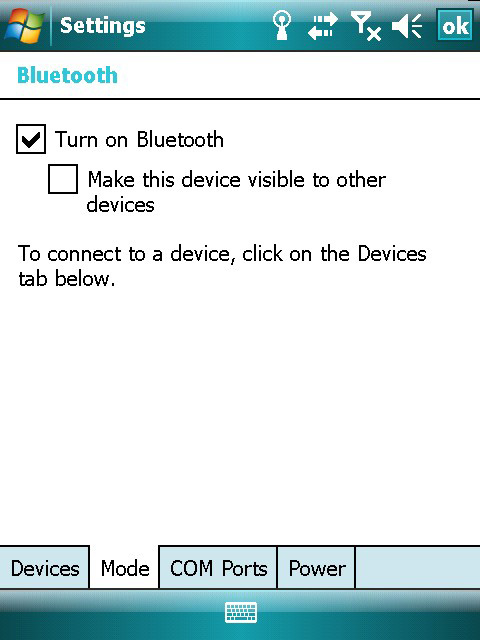 Settings
ok
Bluetooth
Turn on Bluetooth
Make this device visible to other
devices
To connect to a device, click on the Devices
tab below.
Devices
Mode
COM Ports
Power